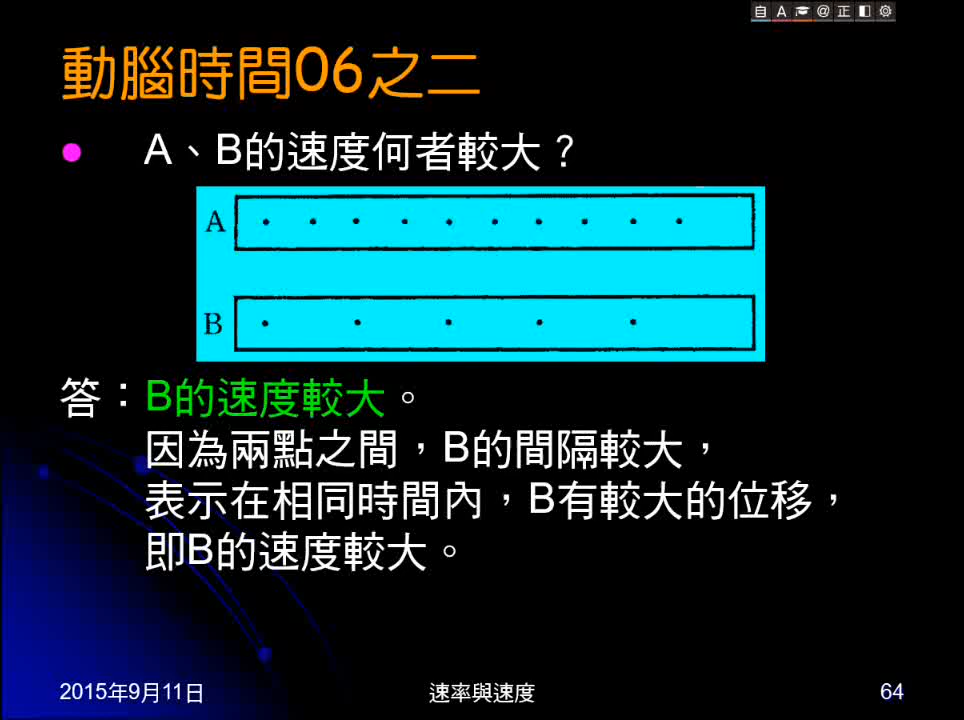 自 A @ 正
動腦時間06之二
● A、B的速度何者較大？
A
B
答：B的速度較大。
因為兩點之間，B的間隔較大，
表示在相同時間內，B有較大的位移，
即B的速度較大。
2015年9月11日 速率與速度 64